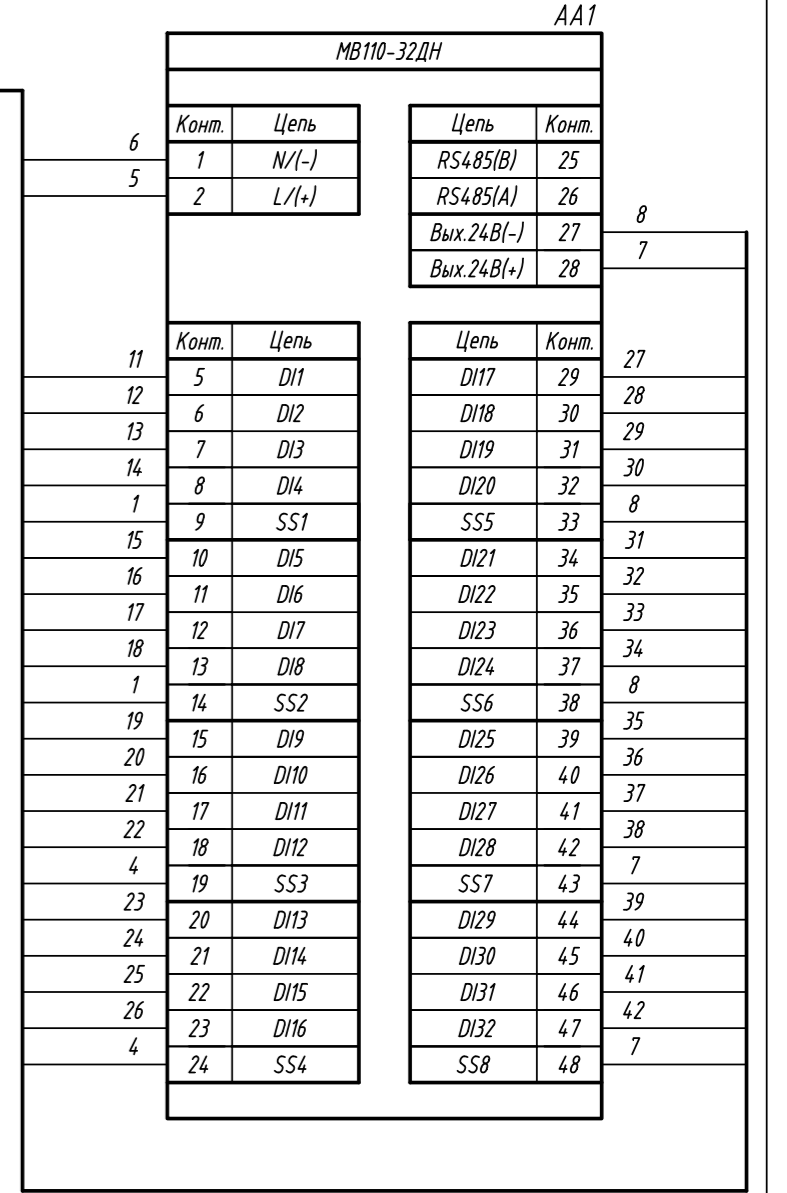 АА1
МВ110-32ДН
Конт. Цепь Цепь Конт.
6 1 N/(-) RS485(B) 25
5 2 L/(+) RS485(A) 26
Вых.24В(-) 27 8
Вых.24В(+) 28 7
Конт. Цепь Цепь Конт.
11 5 DI1 DI17 29 27
12 6 DI2 DI18 30 28
13 7 DI3 DI19 31 29
14 8 DI4 DI20 32 30
1 9 SS1 SS5 33 8
15 10 DI5 DI21 34 31
16 11 DI6 DI22 35 32
17 12 DI7 DI23 36 33
18 13 DI8 DI24 37 34
1 14 SS2 SS6 38 8
19 15 DI9 DI25 39 35
20 16 DI10 DI26 40 36
21 17 DI11 DI27 41 37
22 18 DI12 DI28 42 38
4 19 SS3 SS7 43 7
23 20 DI13 DI29 44 39
24 21 DI14 DI30 45 40
25 22 DI15 DI31 46 41
26 23 DI16 DI32 47 42
4 24 SS4 SS8 48 7